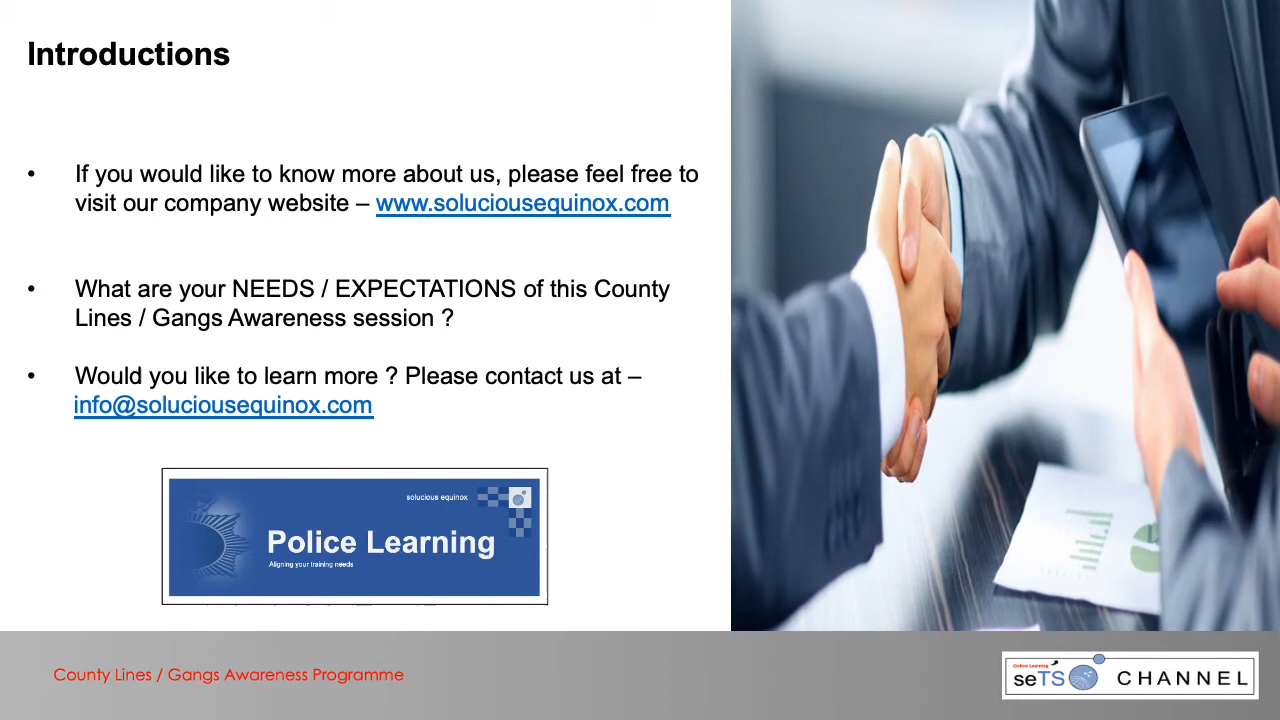 Introductions
• If you would like to know more about us, please feel free to
visit our company website – www.soluciousequinox.com
• What are your NEEDS / EXPECTATIONS of this County
Lines / Gangs Awareness session ?
• Would you like to learn more ? Please contact us at –
info@soluciousequinox.com
solucious equinox
Police Learning
Aligning your training needs
County Lines / Gangs Awareness Programme
Online Learning
seTS CHANNEL